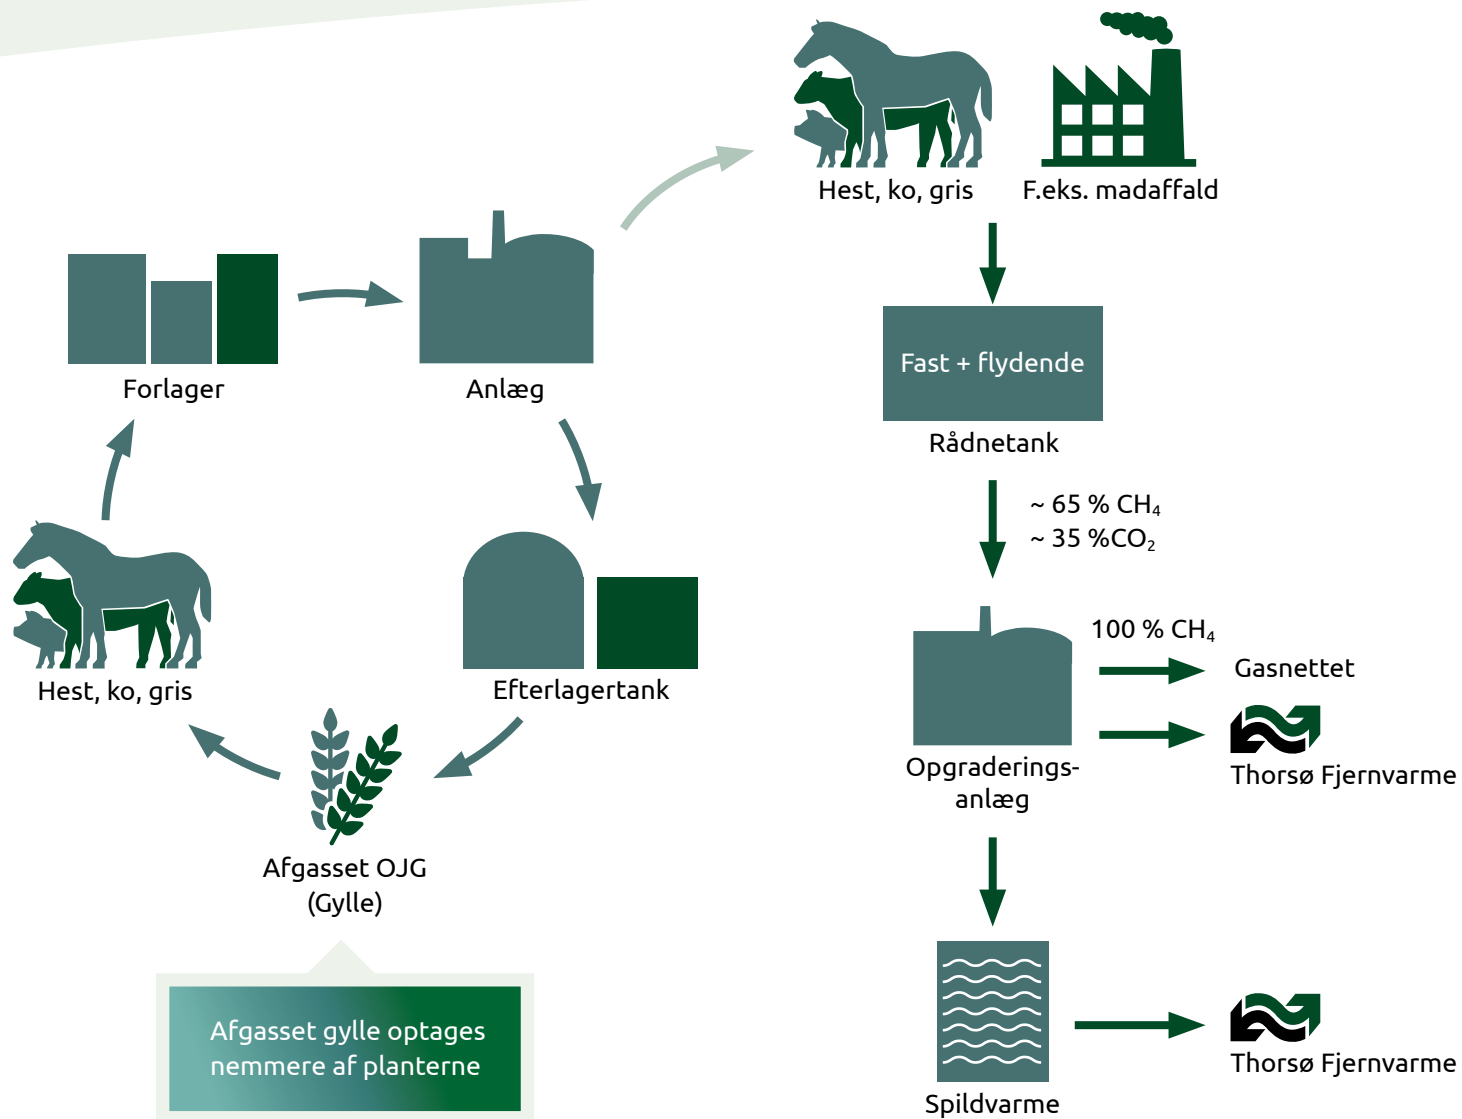 Hest, ko, gris
F.eks. madaffald
Forlager
Anlæg
Fast + flydende
Rådnetank
~ 65 % CH₄
~ 35 %CO₂
Hest, ko, gris
Efterlagertank
100 % CH₄
Gasnettet
Thorsø Fjernvarme
Opgraderings-
anlæg
Afgasset OJG
(Gylle)
Afgasset gylle optages
nemmere af planterne
Thorsø Fjernvarme
Spildvarme